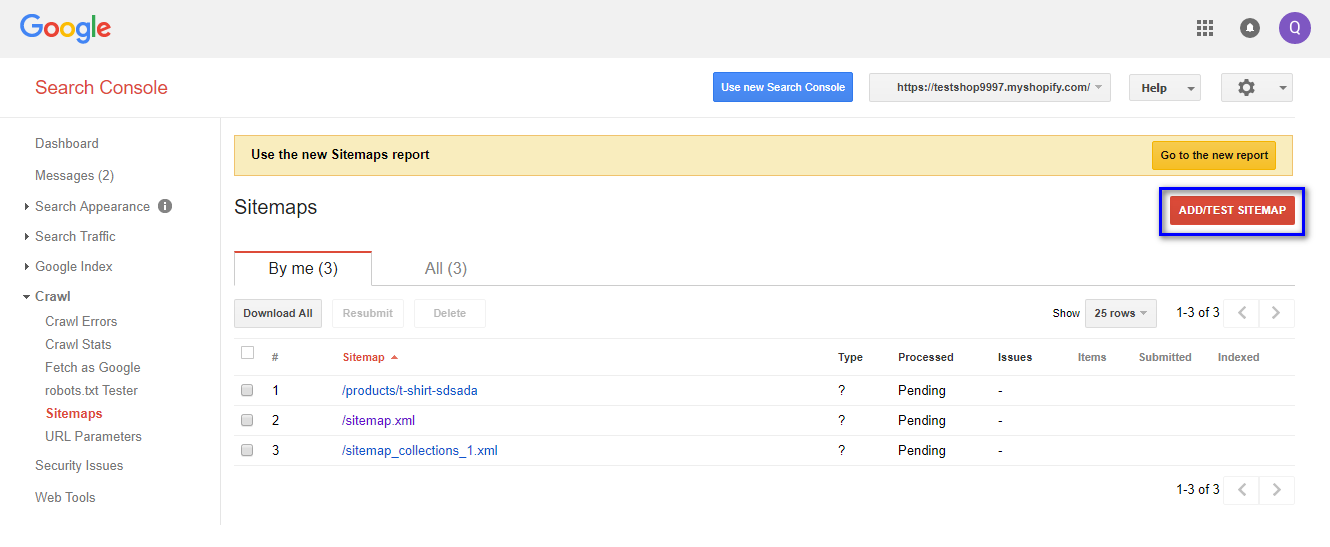 Google
Q
Search Console
Use new Search Console
https://testshop9997.myshopify.com/
Help
Dashboard
Messages (2)
Search Appearance i
Search Traffic
Google Index
Crawl
Crawl Errors
Crawl Stats
Fetch as Google
robots.txt Tester
Sitemaps
URL Parameters
Security Issues
Web Tools
Use the new Sitemaps report
Go to the new report
Sitemaps
ADD/TEST SITEMAP
By me (3) All (3)
Download All Resubmit Delete Show 25 rows 1-3 of 3
# Sitemap Type Processed Issues Items Submitted Indexed
1 /products/t-shirt-sdsada ? Pending -
2 /sitemap.xml ? Pending -
3 /sitemap_collections_1.xml ? Pending -
1-3 of 3